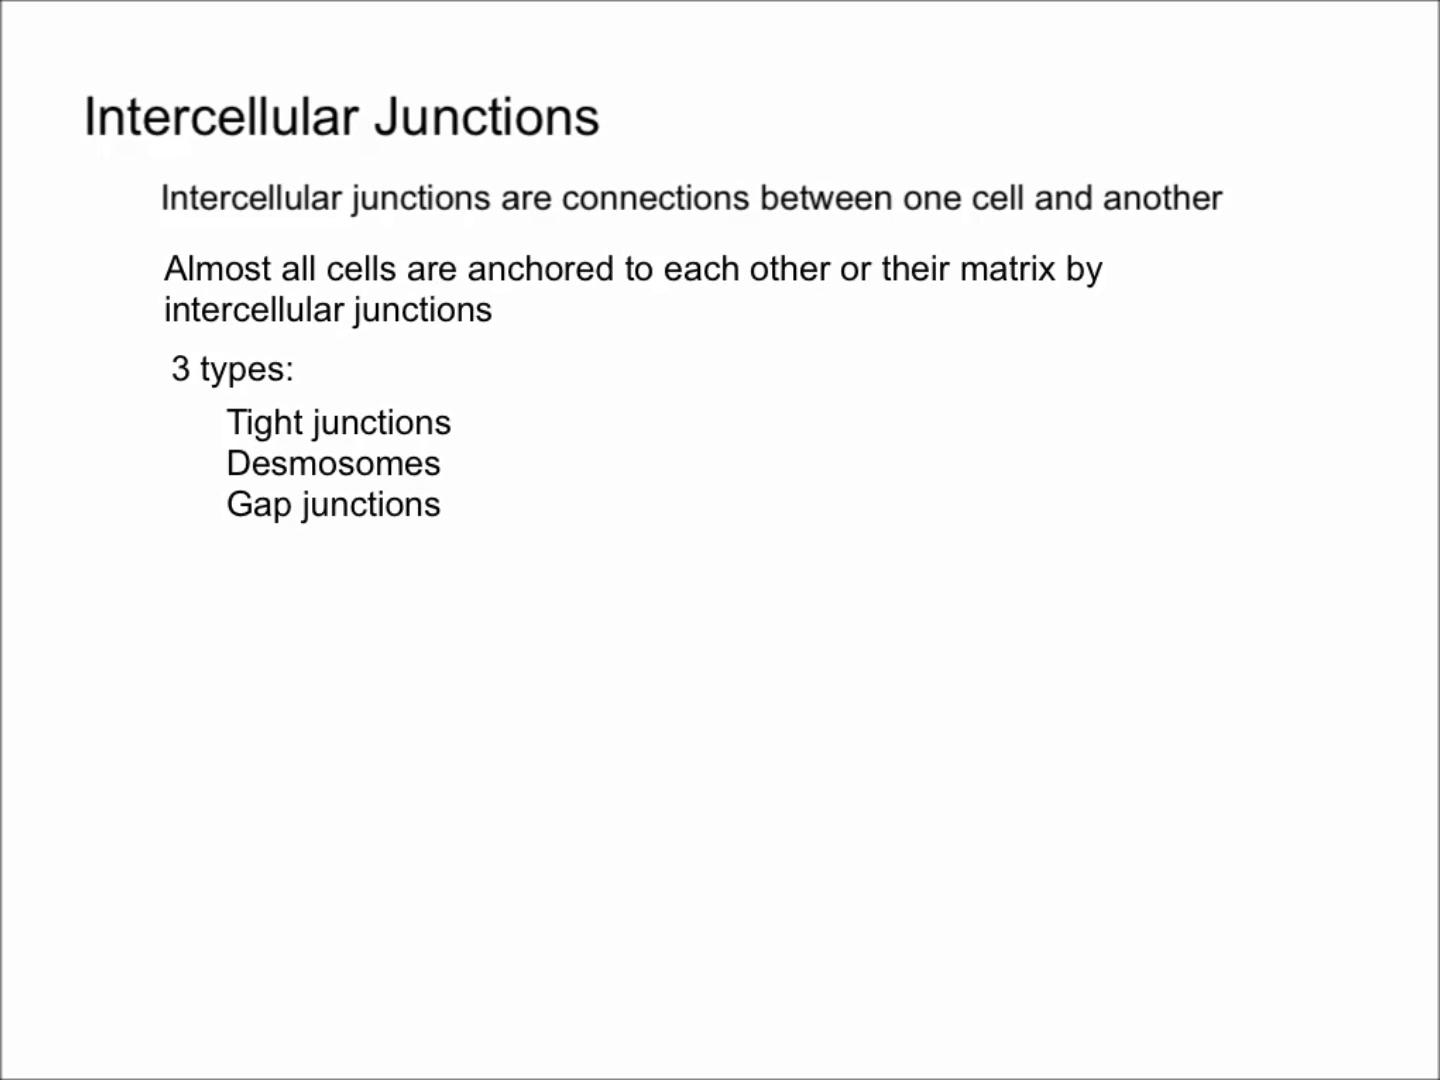 Intercellular Junctions
Intercellular junctions are connections between one cell and another
Almost all cells are anchored to each other or their matrix by
intercellular junctions
3 types:
Tight junctions
Desmosomes
Gap junctions